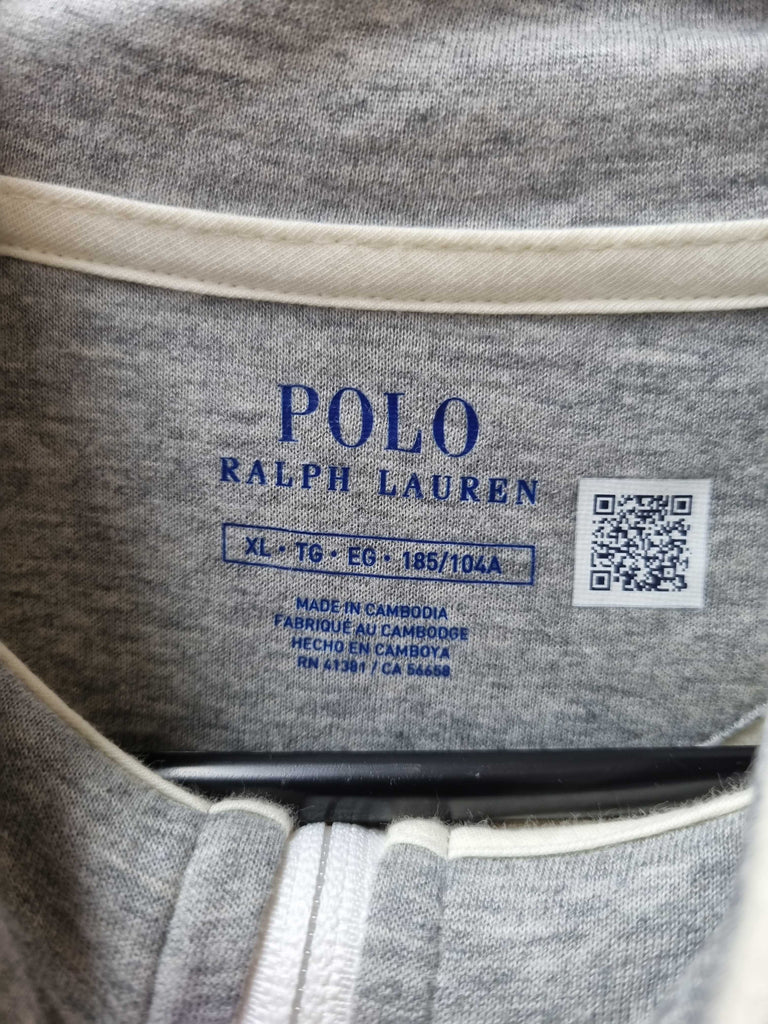 POLO
RALPH LAUREN
XL · TG · EG · 185/104A
MADE IN CAMBODIA
FABRIQUÉ AU CAMBODGE
HECHO EN CAMBOYA
RN 41381 / CA 56658